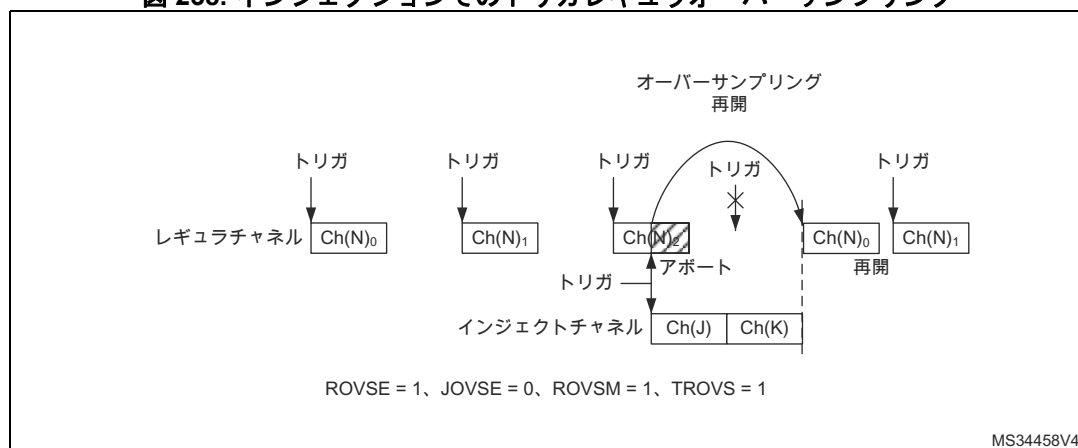 オーバーサンプリング
再開
トリガ トリガ トリガ トリガ トリガ
レギュラチャネル Ch(N)0 Ch(N)1 Ch(N)2 Ch(N)0 Ch(N)1
アボート 再開
トリガ
インジェクトチャネル Ch(J) Ch(K)
ROVSE = 1、JOVSE = 0、ROVSM = 1、TROVS = 1
MS34458V4